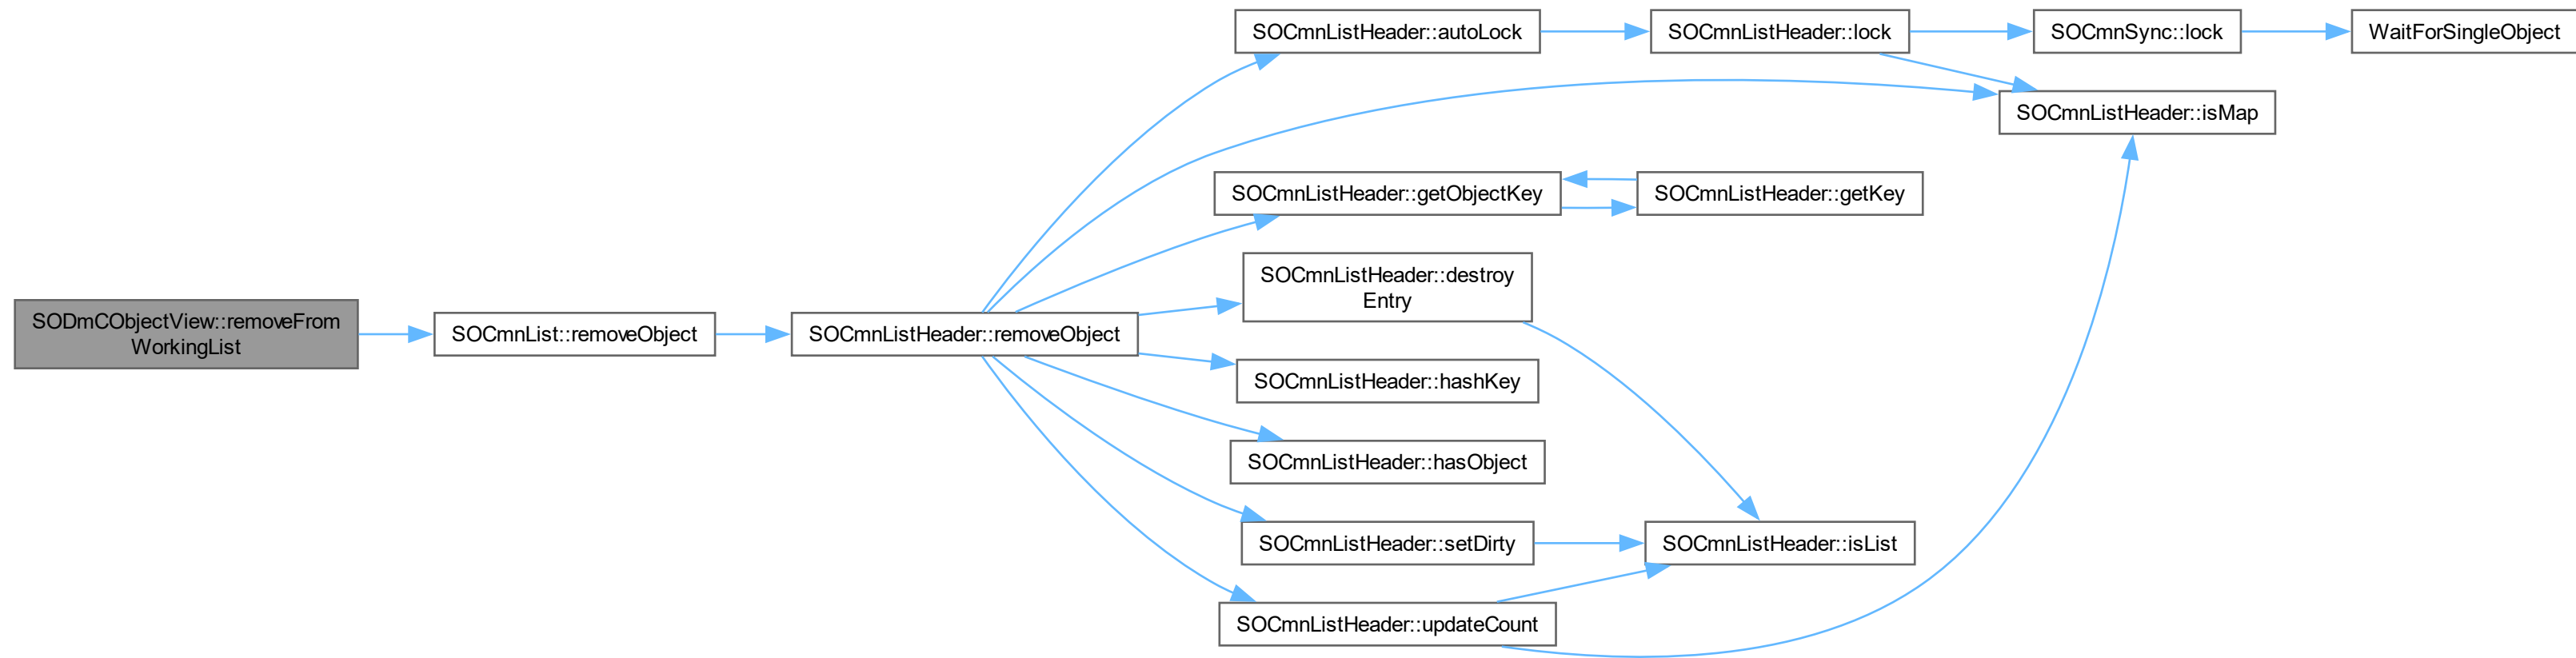 SOCmnListHeader::autoLock
SOCmnListHeader::lock
SOCmnSync::lock
WaitForSingleObject
SOCmnListHeader::isMap
SOCmnListHeader::getObjectKey
SOCmnListHeader::getKey
SOCmnListHeader::destroy
Entry
SODmCObjectView::removeFrom
WorkingList
SOCmnList::removeObject
SOCmnListHeader::removeObject
SOCmnListHeader::hashKey
SOCmnListHeader::hasObject
SOCmnListHeader::setDirty
SOCmnListHeader::isList
SOCmnListHeader::updateCount